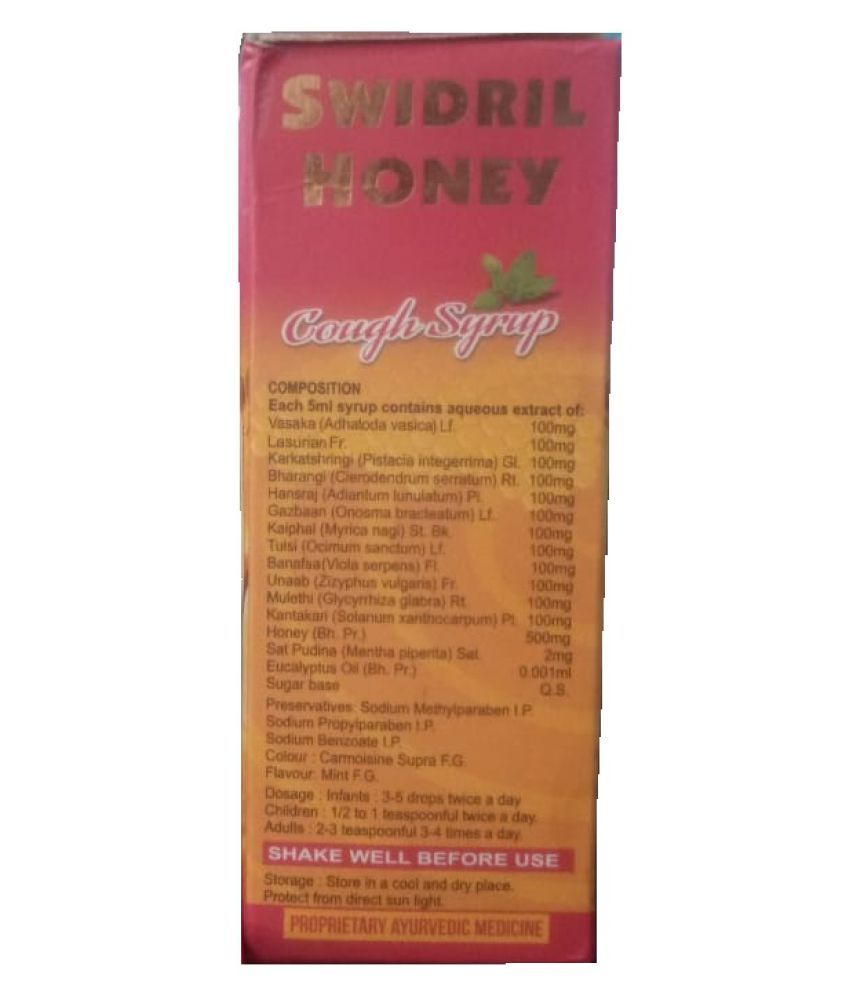 SWIDRIL
HONEY
Cough Syrup
COMPOSITION
Each 5ml syrup contains aqueous extract of:
Vasaka (Adhatoda vasica) Lf. 100mg
Lasurian Fr. 100mg
Karkatshringi (Pistacia integerrima) Gl. 100mg
Bharangi (Clerodendrum serratum) Rt. 100mg
Hansraj (Adiantum lunulatum) Pl. 100mg
Gazbaan (Onosma bracteatum) Lf. 100mg
Kaiphal (Myrica nagi) St. Bk. 100mg
Tulsi (Ocimum sanctum) Lf. 100mg
Banafsa(Viola serpens) Fl. 100mg
Unaab (Zizyphus vulgaris) Fr. 100mg
Mulethi (Glycyrrhiza glabra) Rt. 100mg
Kantakari (Solanum xanthocarpum) Pl. 100mg
Honey (Bh. Pr.) 500mg
Sat Pudina (Mentha piperita) Sat. 2mg
Eucalyptus Oil (Bh. Pr.) 0.001ml
Sugar base Q.S.
Preservatives: Sodium Methylparaben I.P.
Sodium Propylparaben I.P.
Sodium Benzoate I.P.
Colour : Carmoisine Supra F.G.
Flavour: Mint F.G.
Dosage : Infants : 3-5 drops twice a day
Children : 1/2 to 1 teaspoonful twice a day.
Adults : 2-3 teaspoonful 3-4 times a day.
SHAKE WELL BEFORE USE
Storage : Store in a cool and dry place.
Protect from direct sun light.
PROPRIETARY AYURVEDIC MEDICINE